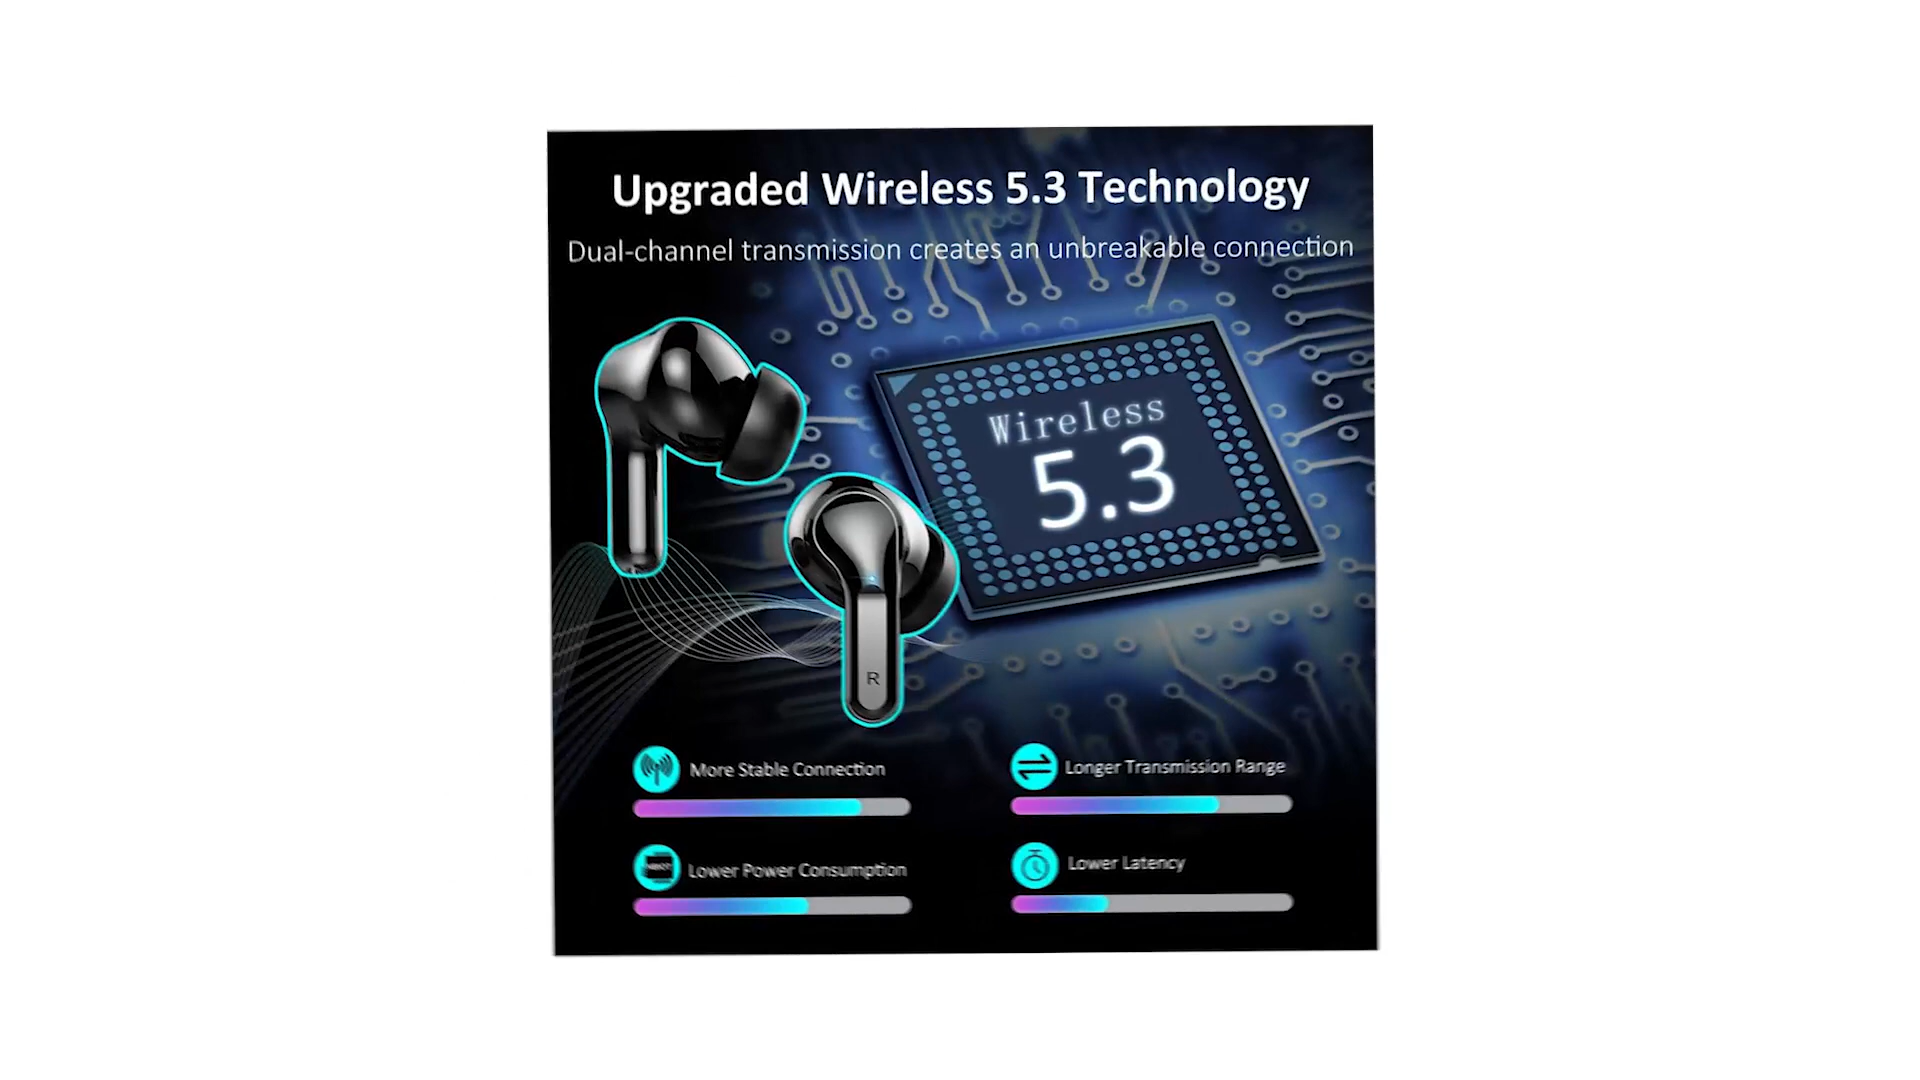 Upgraded Wireless 5.3 Technology
Dual-channel transmission creates an unbreakable connection
Wireless
5.3
R
More Stable Connection
Longer Transmission Range
Lower Power Consumption
Lower Latency